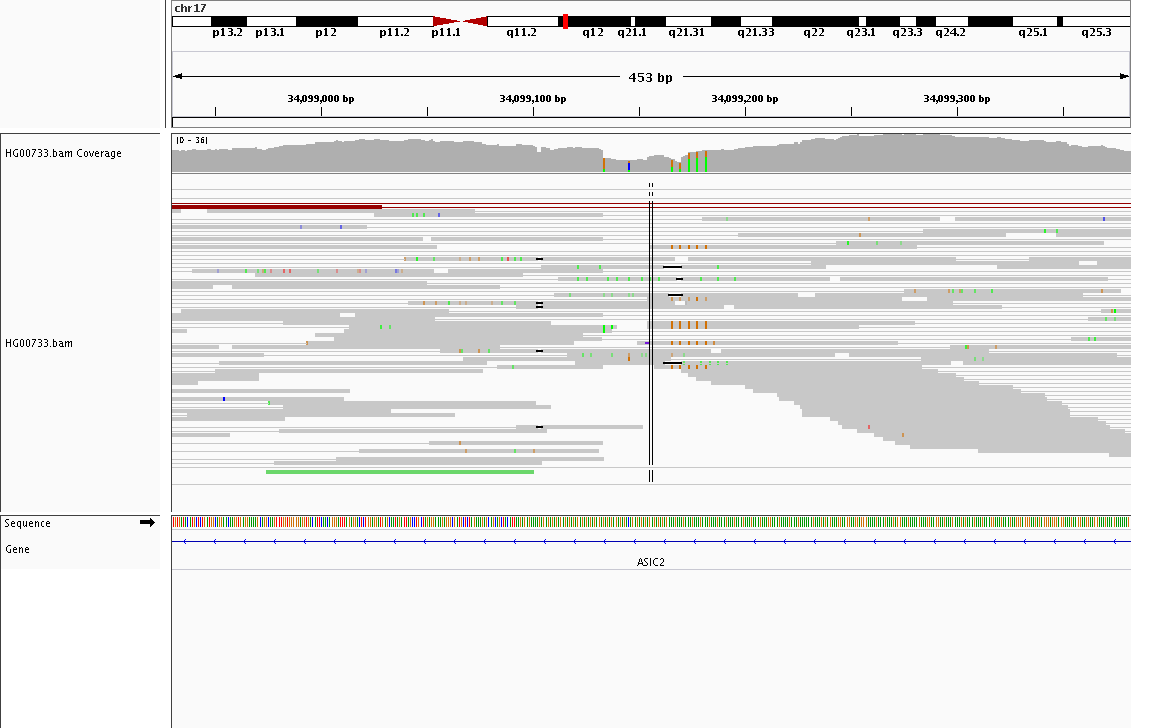 chr17
p13.2 p13.1 p12 p11.2 p11.1 q11.2 q12 q21.1 q21.31 q21.33 q22 q23.1 q23.3 q24.2 q25.1 q25.3
453 bp
34,099,000 bp 34,099,100 bp 34,099,200 bp 34,099,300 bp
[0 - 36]
HG00733.bam Coverage
HG00733.bam
Sequence
Gene
ASIC2